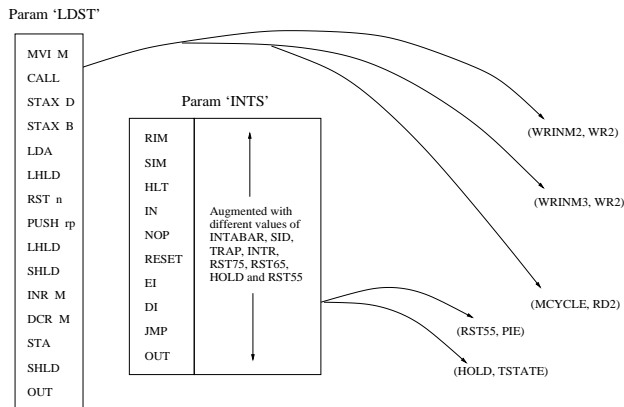 Param ‘LDST’
MVI M
CALL
STAX D
STAX B
LDA
LHLD
RST n
PUSH rp
LHLD
SHLD
INR M
DCR M
STA
SHLD
OUT
Param ‘INTS’
RIM
SIM
HLT
IN
NOP
RESET
EI
DI
JMP
OUT
Augmented with
different values of
INTABAR, SID,
TRAP, INTR,
RST75, RST65,
HOLD and RST55
(WRINM2, WR2)
(WRINM3, WR2)
(MCYCLE, RD2)
(RST55, PIE)
(HOLD, TSTATE)